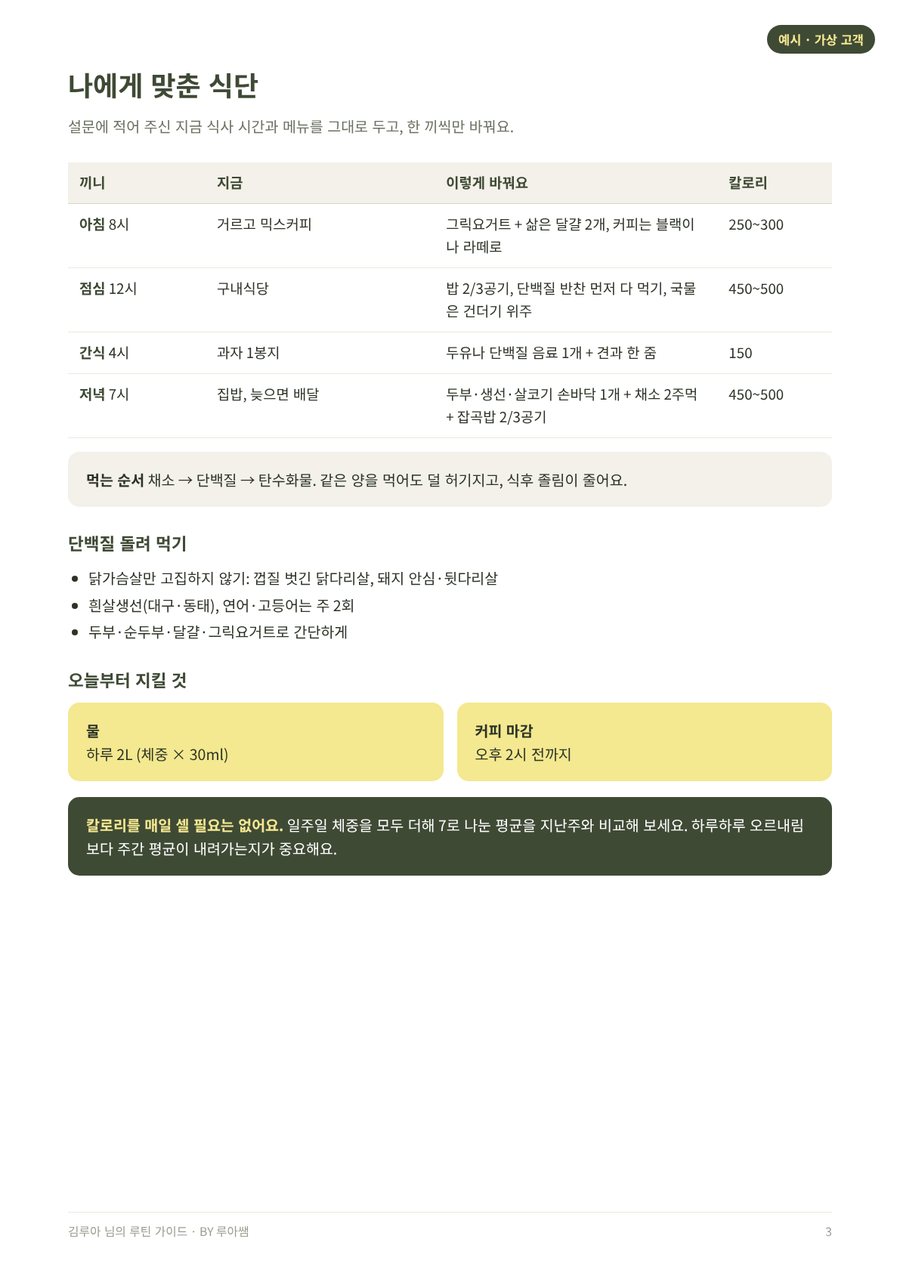 예시 · 가상 고객
나에게 맞춘 식단
설문에 적어 주신 지금 식사 시간과 메뉴를 그대로 두고, 한 끼씩만 바꿔요.
끼니 지금 이렇게 바꿔요 칼로리
아침 8시 거르고 믹스커피 그릭요거트 + 삶은 달걀 2개, 커피는 블랙이 250~300
나 라떼로
점심 12시 구내식당 밥 2/3공기, 단백질 반찬 먼저 다 먹기, 국물 450~500
은 건더기 위주
간식 4시 과자 1봉지 두유나 단백질 음료 1개 + 견과 한 줌 150
저녁 7시 집밥, 늦으면 배달 두부·생선·살코기 손바닥 1개 + 채소 2주먹 450~500
+ 잡곡밥 2/3공기
먹는 순서 채소 → 단백질 → 탄수화물. 같은 양을 먹어도 덜 허기지고, 식후 졸림이 줄어요.
단백질 돌려 먹기
• 닭가슴살만 고집하지 않기: 껍질 벗긴 닭다리살, 돼지 안심·뒷다리살
• 흰살생선(대구·동태), 연어·고등어는 주 2회
• 두부·순두부·달걀·그릭요거트로 간단하게
오늘부터 지킬 것
물 커피 마감
하루 2L (체중 × 30ml) 오후 2시 전까지
칼로리를 매일 셀 필요는 없어요. 일주일 체중을 모두 더해 7로 나눈 평균을 지난주와 비교해 보세요. 하루하루 오르내림
보다 주간 평균이 내려가는지가 중요해요.
김루아 님의 루틴 가이드 · BY 루아쌤 3